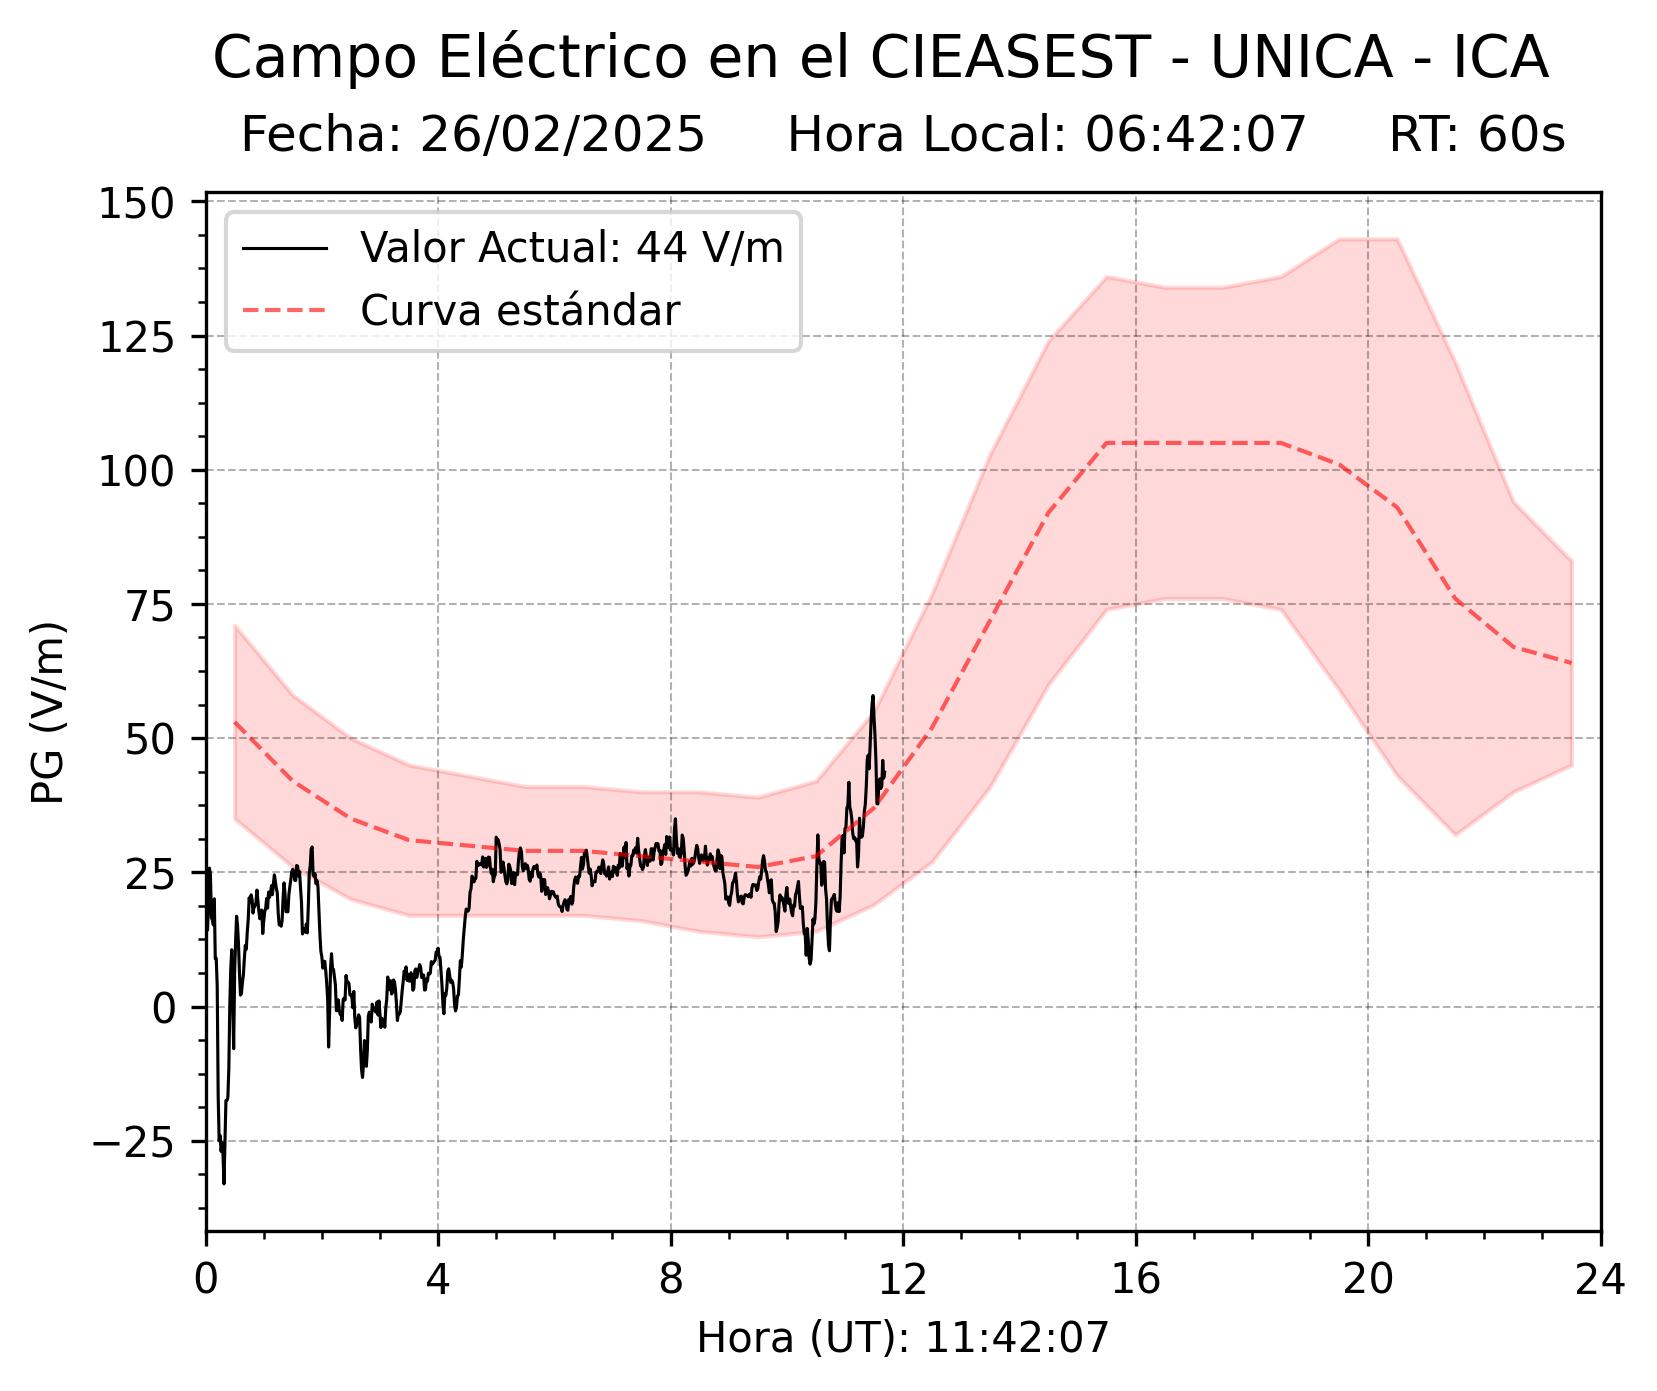 Campo Eléctrico en el CIEASEST - UNICA - ICA
Fecha: 26/02/2025 Hora Local: 06:42:07 RT: 60s
Valor Actual: 44 V/m
Curva estándar
PG (V/m)
150
125
100
75
50
25
0
−25
0 4 8 12 16 20 24
Hora (UT): 11:42:07